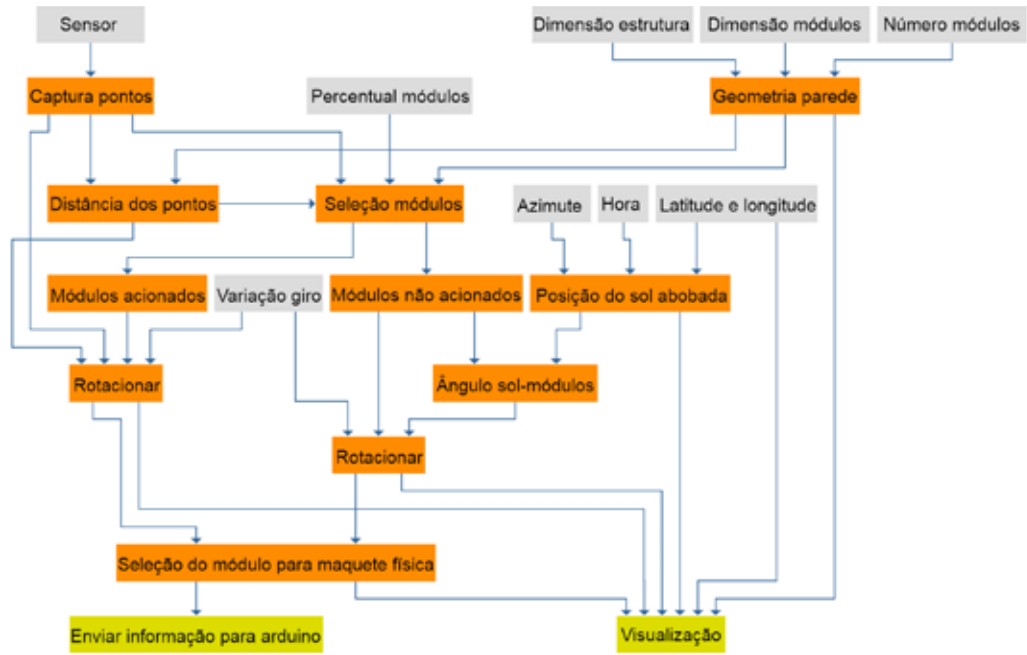 Sensor
Dimensão estrutura
Dimensão módulos
Número módulos
Captura pontos
Percentual módulos
Geometria parede
Distância dos pontos
Seleção módulos
Azimute
Hora
Latitude e longitude
Módulos acionados
Variação giro
Módulos não acionados
Posição do sol abobada
Rotacionar
Ângulo sol-módulos
Rotacionar
Seleção do módulo para maquete física
Enviar informação para arduino
Visualização